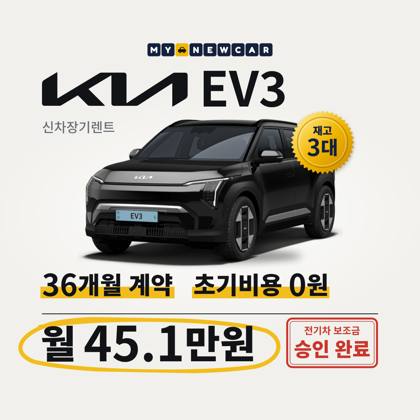 MY NEWCAR
KIA EV3
신차장기렌트
재고
3대
KIA
EV3
36개월 계약 초기비용 0원
월 45.1만원
전기차 보조금
승인 완료